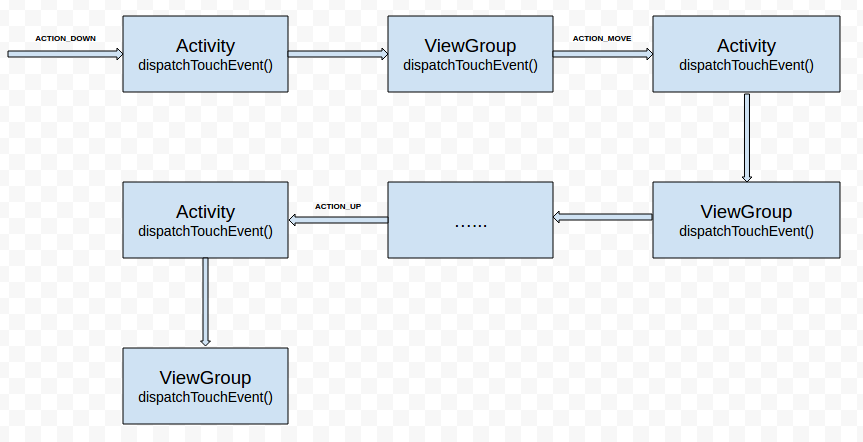 ACTION_DOWN
Activity
dispatchTouchEvent()
ViewGroup
dispatchTouchEvent()
ACTION_MOVE
Activity
dispatchTouchEvent()
ViewGroup
dispatchTouchEvent()
......
ACTION_UP
Activity
dispatchTouchEvent()
ViewGroup
dispatchTouchEvent()